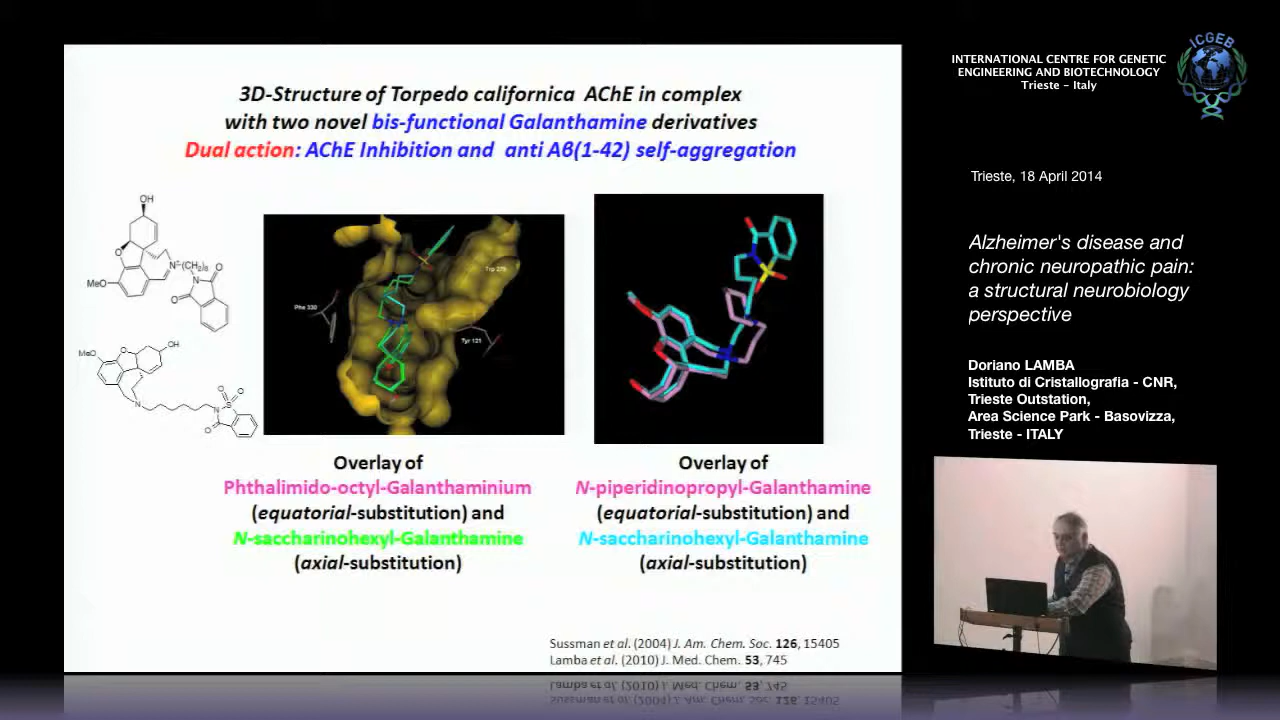 3D-Structure of Torpedo californica AChE in complex
with two novel bis-functional Galanthamine derivatives
Dual action: AChE Inhibition and anti Aβ(1-42) self-aggregation
OH
O
N
(CH2)8
MeO
O
N
O
MeO
O
OH
N
O
O
S
N
O
Phe 330
Trp 279
Tyr 121
Overlay of
Phthalimido-octyl-Galanthaminium
(equatorial-substitution) and
N-saccharinohexyl-Galanthamine
(axial-substitution)
Overlay of
N-piperidinopropyl-Galanthamine
(equatorial-substitution) and
N-saccharinohexyl-Galanthamine
(axial-substitution)
Sussman et al. (2004) J. Am. Chem. Soc. 126, 15405
Lamba et al. (2010) J. Med. Chem. 53, 745
INTERNATIONAL CENTRE FOR GENETIC
ENGINEERING AND BIOTECHNOLOGY
Trieste - Italy
ICGEB
Trieste, 18 April 2014
Alzheimer's disease and
chronic neuropathic pain:
a structural neurobiology
perspective
Doriano LAMBA
Istituto di Cristallografia - CNR,
Trieste Outstation,
Area Science Park - Basovizza,
Trieste - ITALY